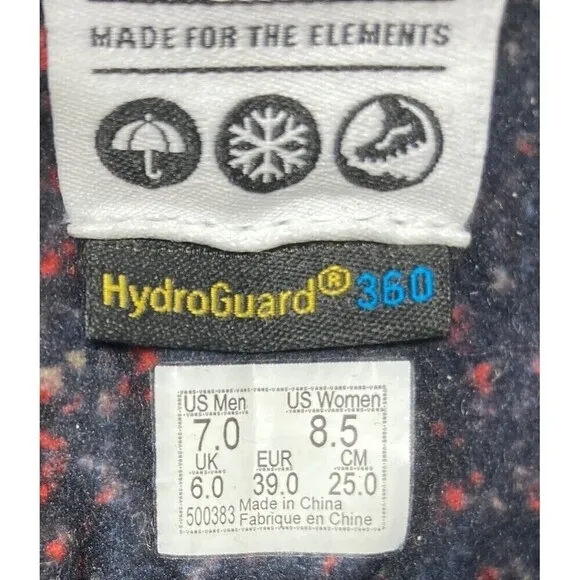 MADE FOR THE ELEMENTS
HydroGuard® 360
US Men US Women
7.0 8.5
UK EUR CM
6.0 39.0 25.0
500383 Made in China
Fabrique en Chine